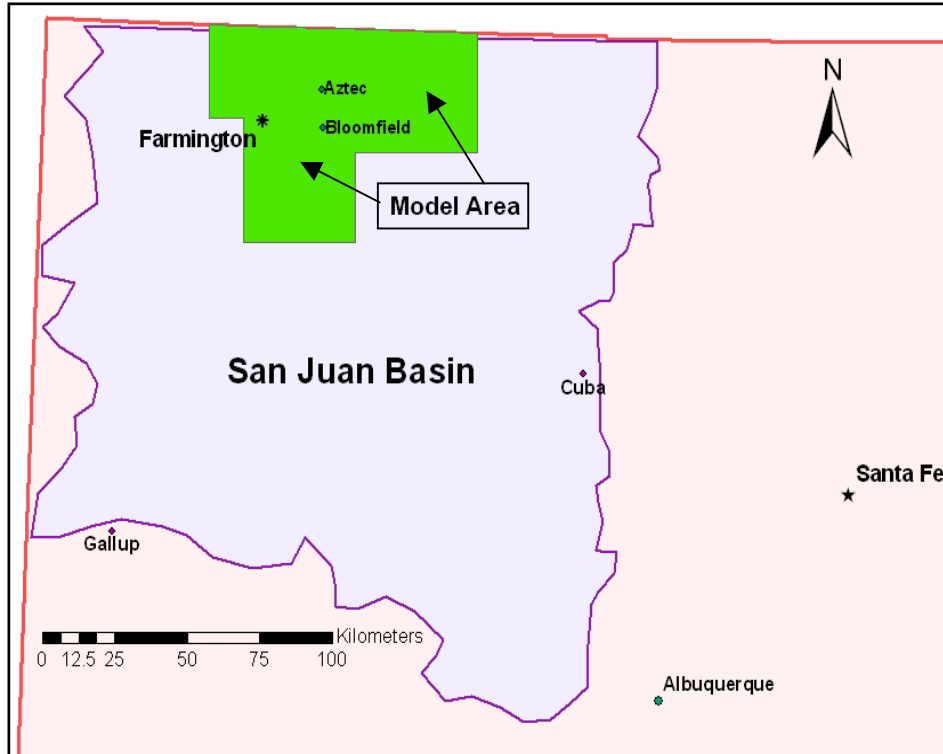 N
Aztec
Farmington
Bloomfield
Model Area
San Juan Basin
Cuba
Santa Fe
Gallup
Kilometers
0 12.5 25 50 75 100
Albuquerque